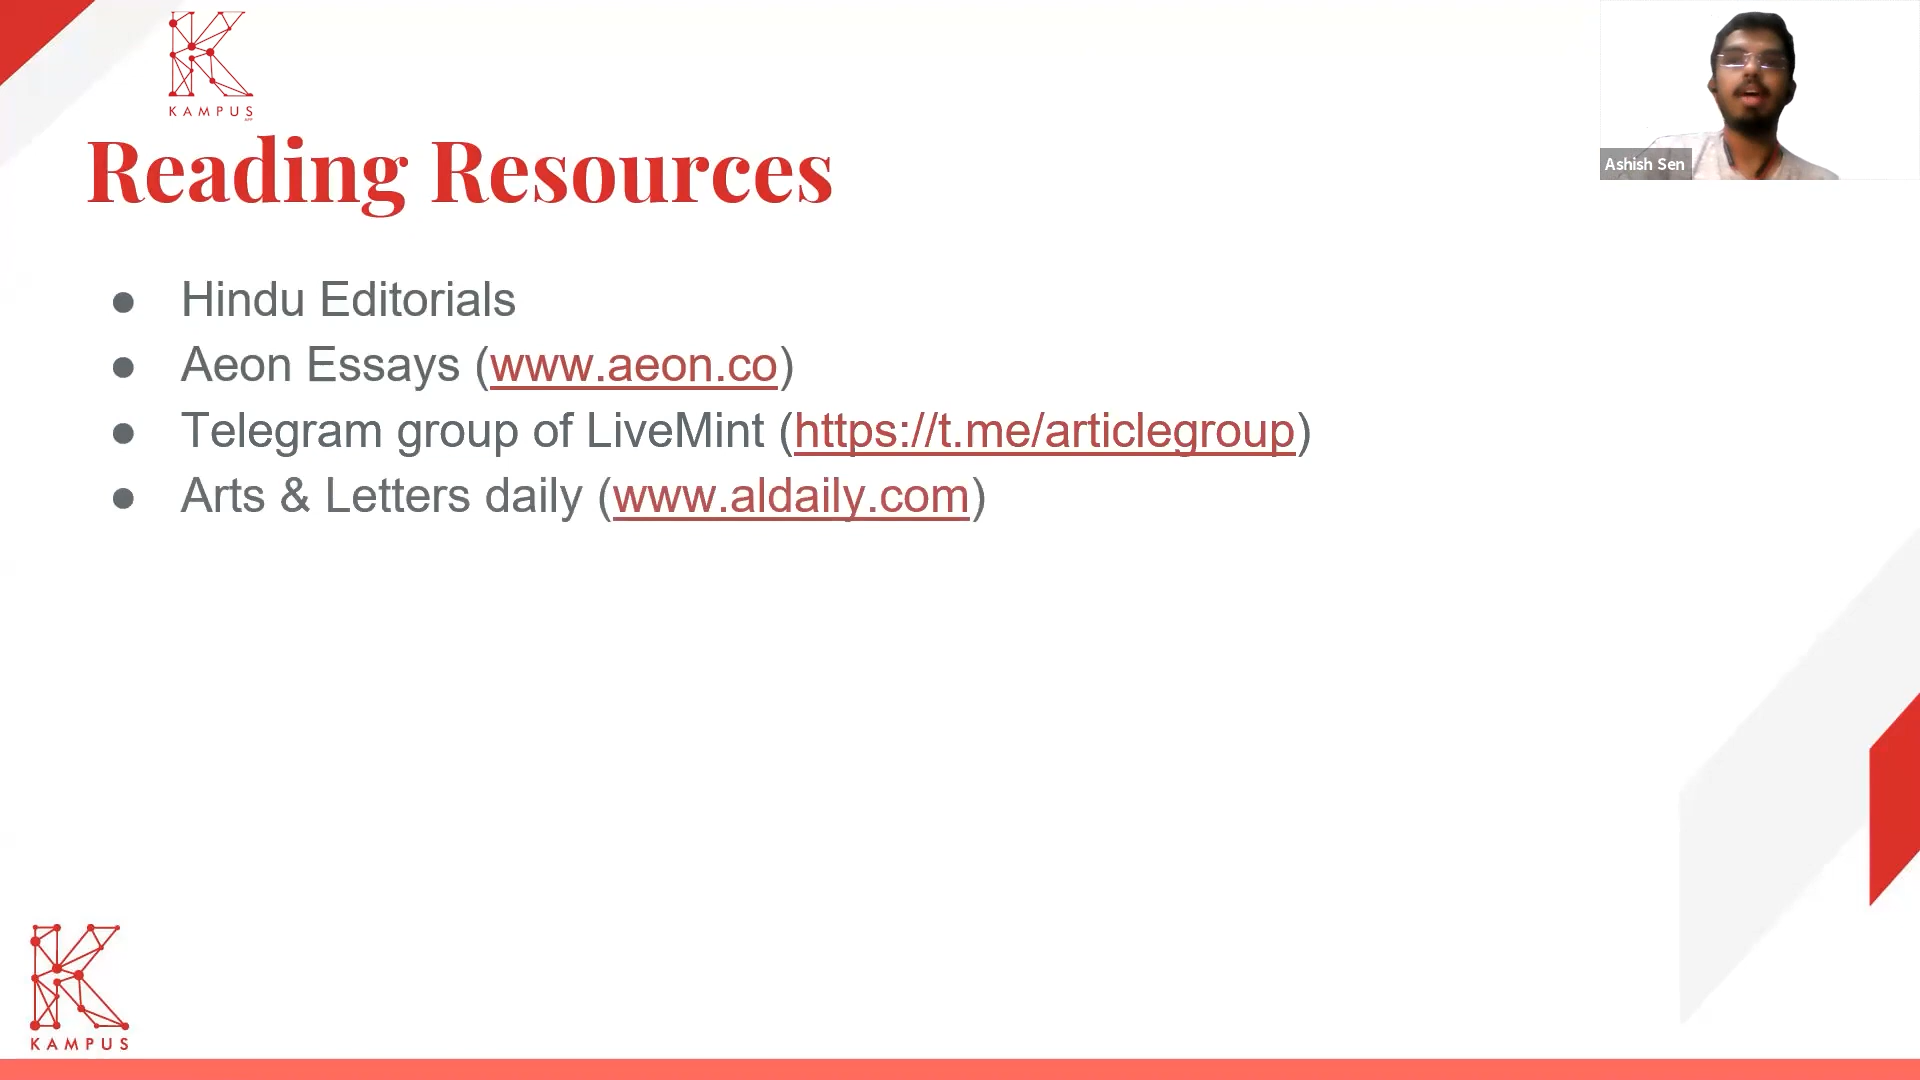 KAMPUS
Ashish Sen
Reading Resources
● Hindu Editorials
● Aeon Essays (www.aeon.co)
● Telegram group of LiveMint (https://t.me/articlegroup)
● Arts & Letters daily (www.aldaily.com)
KAMPUS